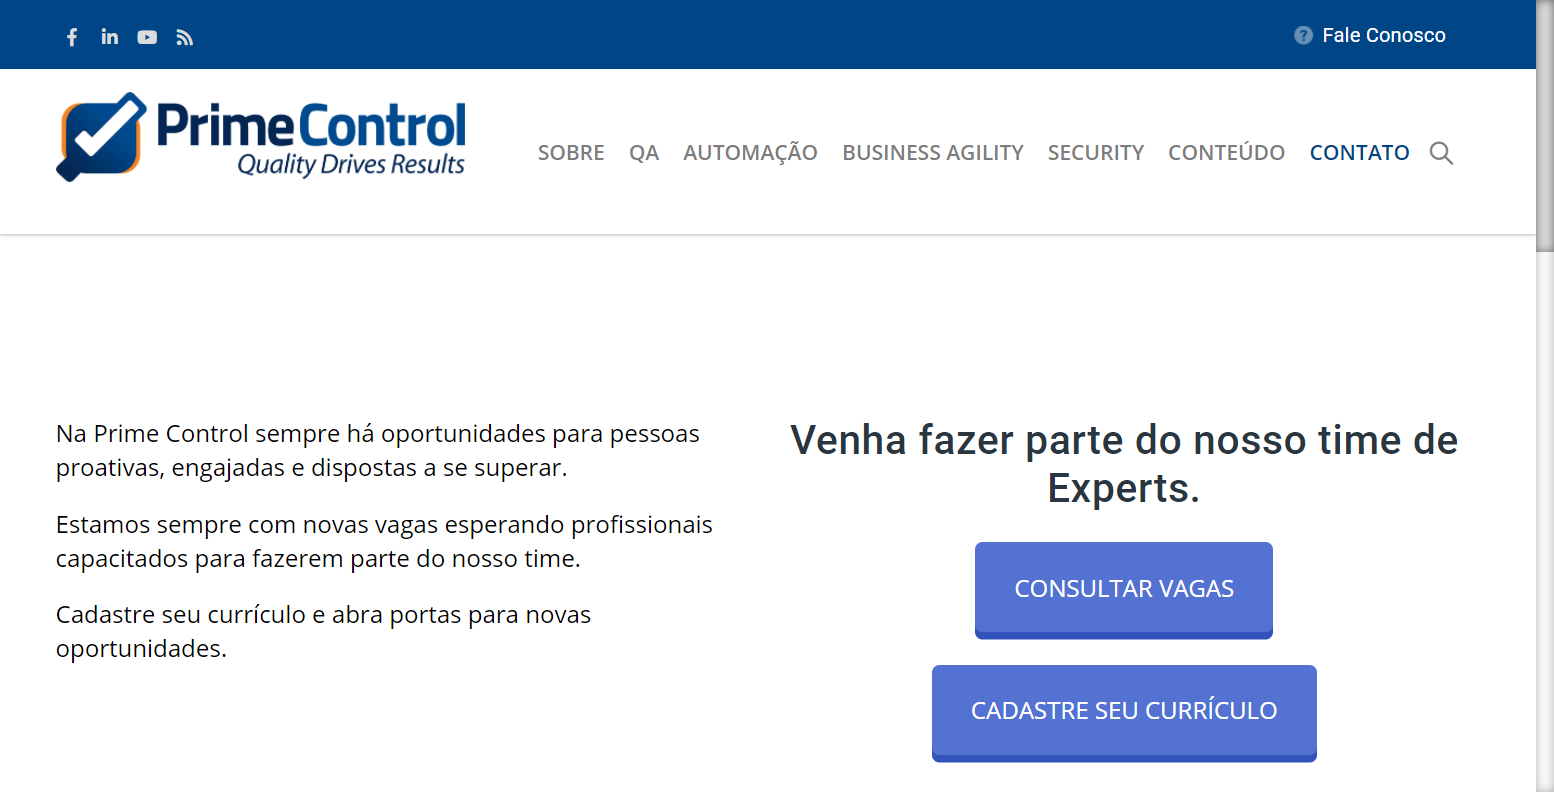 Fale Conosco
PrimeControl
Quality Drives Results
SOBRE QA AUTOMAÇÃO BUSINESS AGILITY SECURITY CONTEÚDO CONTATO
Na Prime Control sempre há oportunidades para pessoas
proativas, engajadas e dispostas a se superar.
Estamos sempre com novas vagas esperando profissionais
capacitados para fazerem parte do nosso time.
Cadastre seu currículo e abra portas para novas
oportunidades.
Venha fazer parte do nosso time de
Experts.
CONSULTAR VAGAS
CADASTRE SEU CURRÍCULO